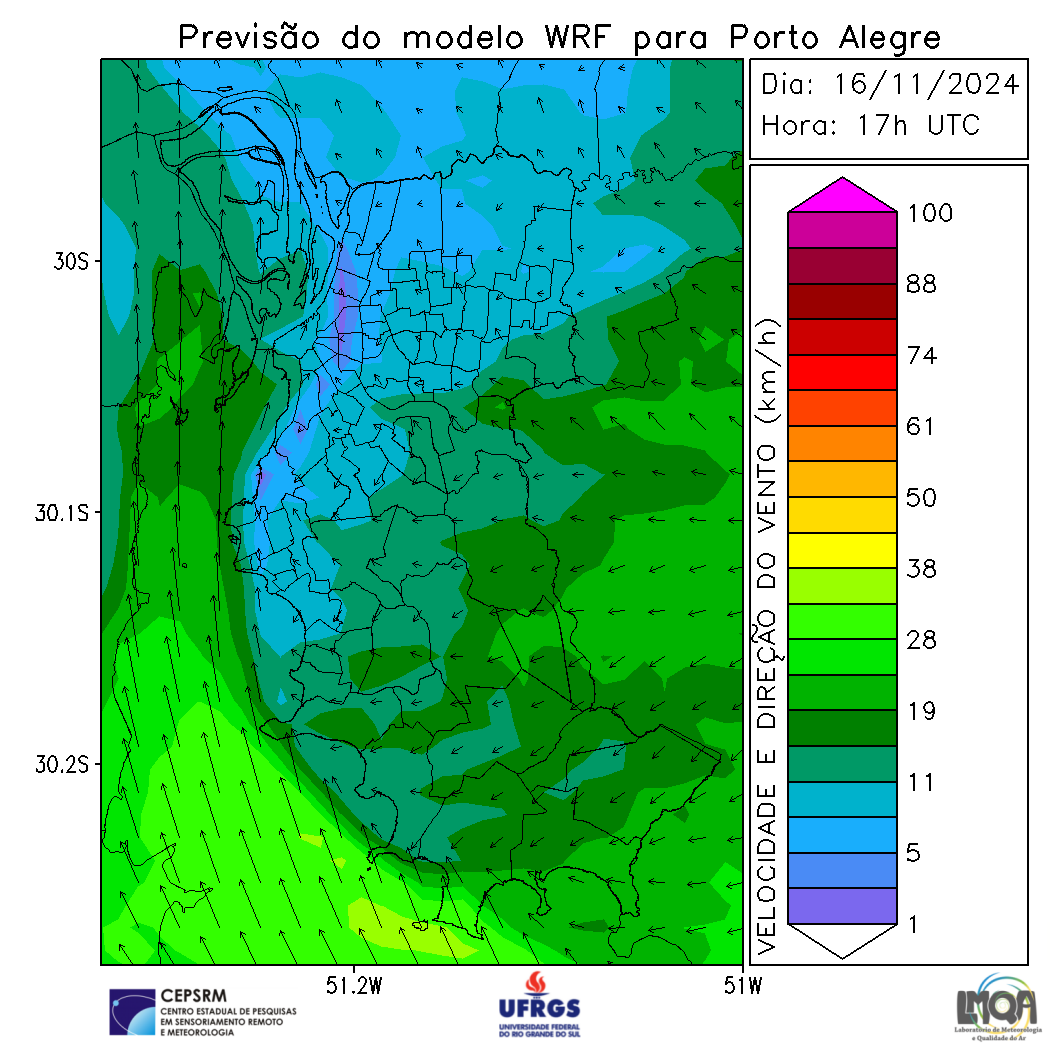 Previsão do modelo WRF para Porto Alegre
Dia: 16/11/2024
Hora: 17h UTC
30S
30.1S
30.2S
51.2W
51W
VELOCIDADE E DIREÇÃO DO VENTO (km/h)
100
88
74
61
50
38
28
19
11
5
1
CEPSRM
CENTRO ESTADUAL DE PESQUISAS
EM SENSORIAMENTO REMOTO
E METEOROLOGIA
UFRGS
UNIVERSIDADE FEDERAL
DO RIO GRANDE DO SUL
LMQA
Laboratório de Meteorologia
e Qualidade do Ar